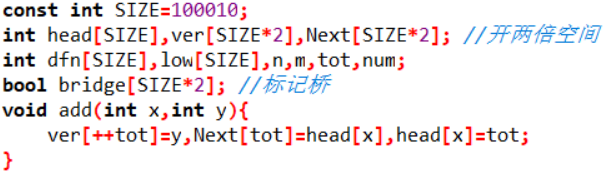 const int SIZE=100010;
int head[SIZE],ver[SIZE*2],Next[SIZE*2]; //开两倍空间
int dfn[SIZE],low[SIZE],n,m,tot,num;
bool bridge[SIZE*2]; //标记桥
void add(int x,int y){
    ver[++tot]=y,Next[tot]=head[x],head[x]=tot;
}